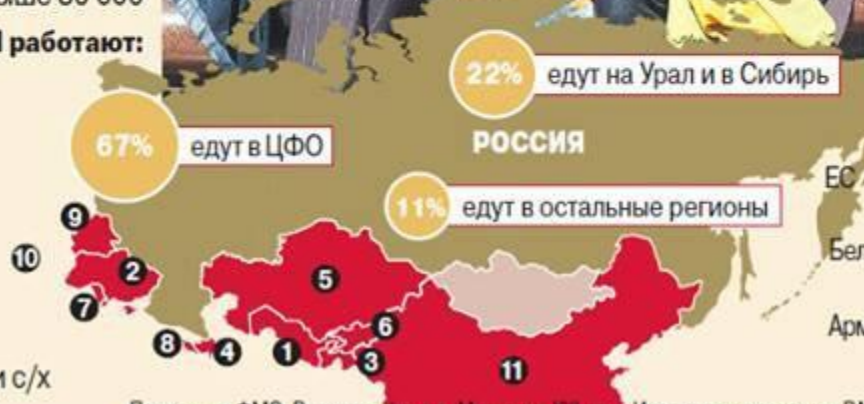 работают:
22% едут на Урал и в Сибирь
67% едут в ЦФО
РОССИЯ
11% едут в остальные регионы
ЕС
9
10
2
5
Бел
7
6
Арм
8
4
1
3
11
и с/х